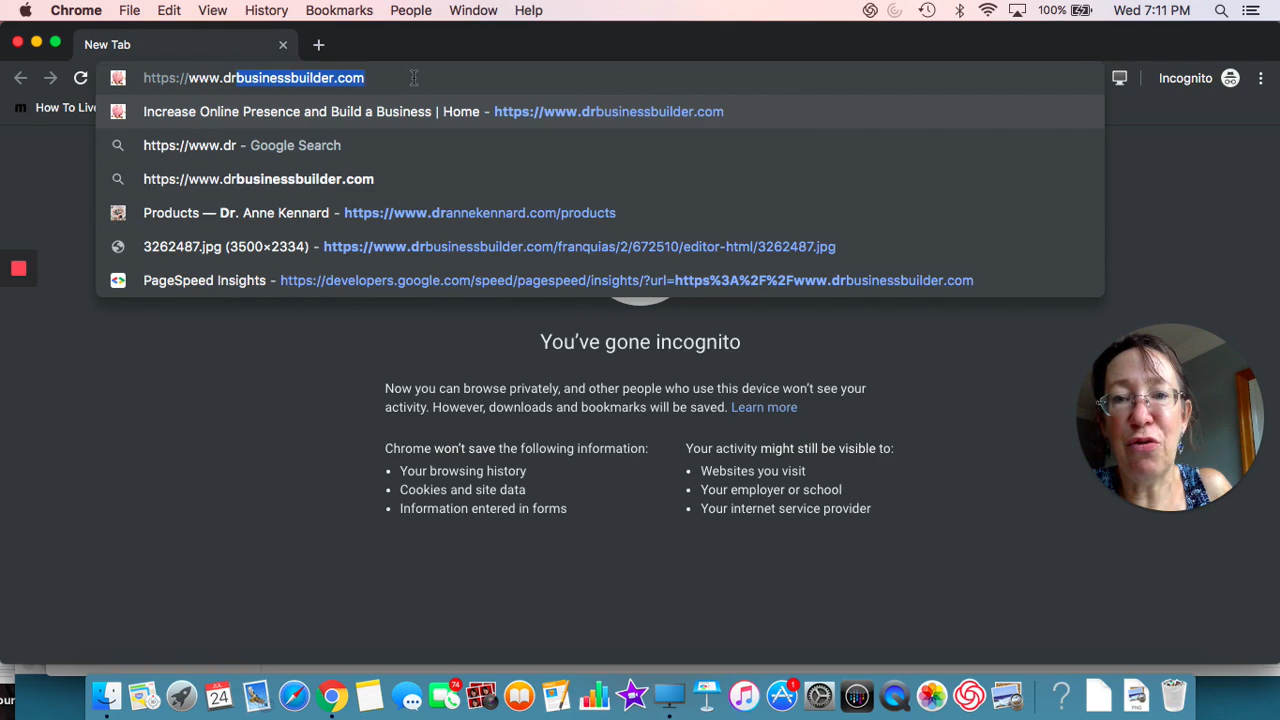 Chrome File Edit View History Bookmarks People Window Help 100% Wed 7:11 PM
New Tab
https://www.drbusinessbuilder.com
Incognito
m How To Live
Increase Online Presence and Build a Business | Home - https://www.drbusinessbuilder.com
https://www.dr - Google Search
https://www.drbusinessbuilder.com
Products — Dr. Anne Kennard - https://www.drannekennard.com/products
3262487.jpg (3500×2334) - https://www.drbusinessbuilder.com/franquias/2/672510/editor-html/3262487.jpg
PageSpeed Insights - https://developers.google.com/speed/pagespeed/insights/?url=https%3A%2F%2Fwww.drbusinessbuilder.com
You've gone incognito
Now you can browse privately, and other people who use this device won't see your
activity. However, downloads and bookmarks will be saved. Learn more
Chrome won't save the following information:
• Your browsing history
• Cookies and site data
• Information entered in forms
Your activity might still be visible to:
• Websites you visit
• Your employer or school
• Your internet service provider
our
24
74
1
PNG